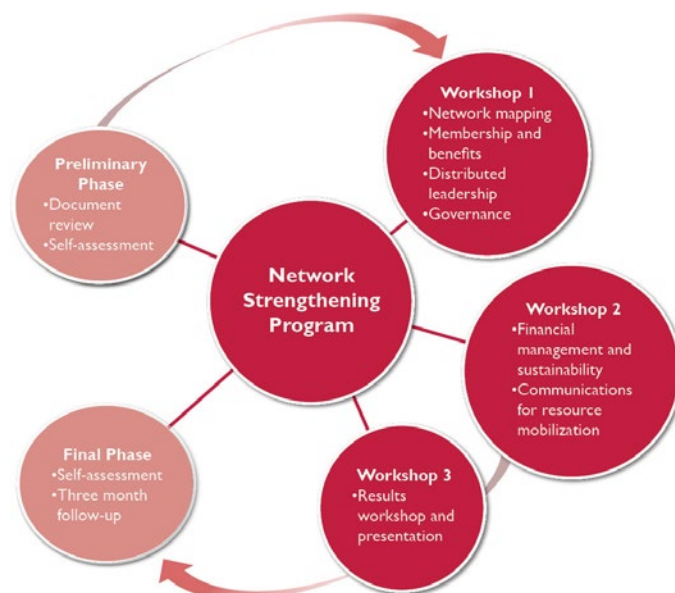 Preliminary
Phase
•Document
review
•Self-assessment
Workshop 1
•Network mapping
•Membership and
benefits
•Distributed
leadership
•Governance
Network
Strengthening
Program
Workshop 2
•Financial
management and
sustainability
•Communications
for resource
mobilization
Workshop 3
•Results
workshop and
presentation
Final Phase
•Self-assessment
•Three month
follow-up